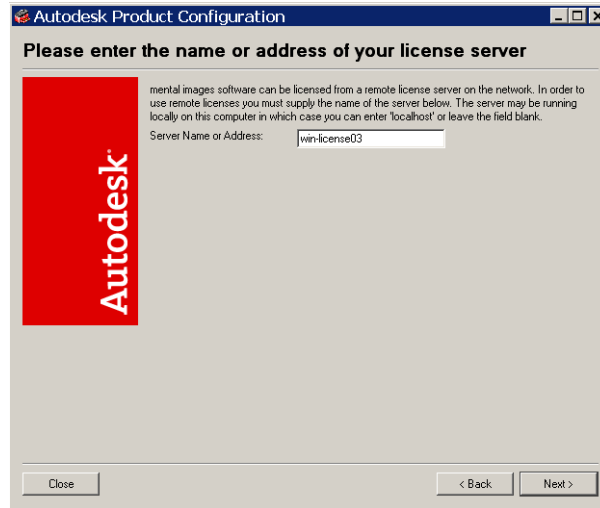 Autodesk Product Configuration
Please enter the name or address of your license server
mental images software can be licensed from a remote license server on the network. In order to
use remote licenses you must supply the name of the server below. The server may be running
locally on this computer in which case you can enter 'localhost' or leave the field blank.
Server Name or Address: win-license03
Autodesk
Close < Back Next >